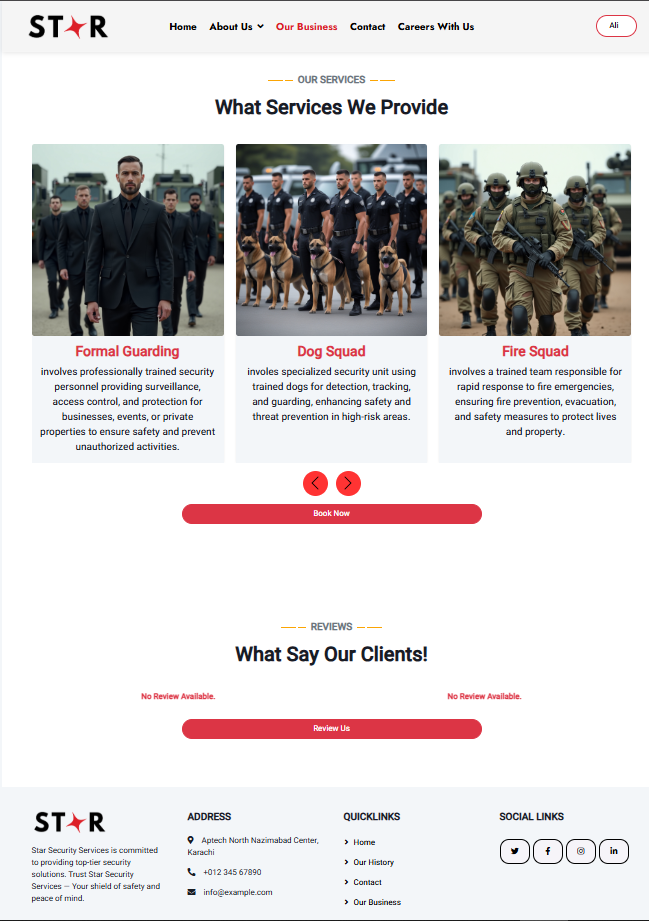 ST★R
Home About Us Our Business Contact Careers With Us
Ali
OUR SERVICES
What Services We Provide
Formal Guarding
involves professionally trained security
personnel providing surveillance,
access control, and protection for
businesses, events, or private
properties to ensure safety and prevent
unauthorized activities.
Dog Squad
involes specialized security unit using
trained dogs for detection, tracking,
and guarding, enhancing safety and
threat prevention in high-risk areas.
Fire Squad
involves a trained team responsible for
rapid response to fire emergencies,
ensuring fire prevention, evacuation,
and safety measures to protect lives
and property.
Book Now
REVIEWS
What Say Our Clients!
No Review Available.
No Review Available.
Review Us
ST★R
Star Security Services is committed
to providing top-tier security
solutions. Trust Star Security
Services — Your shield of safety and
peace of mind.
ADDRESS
Aptech North Nazimabad Center,
Karachi
+012 345 67890
info@example.com
QUICKLINKS
Home
Our History
Contact
Our Business
SOCIAL LINKS